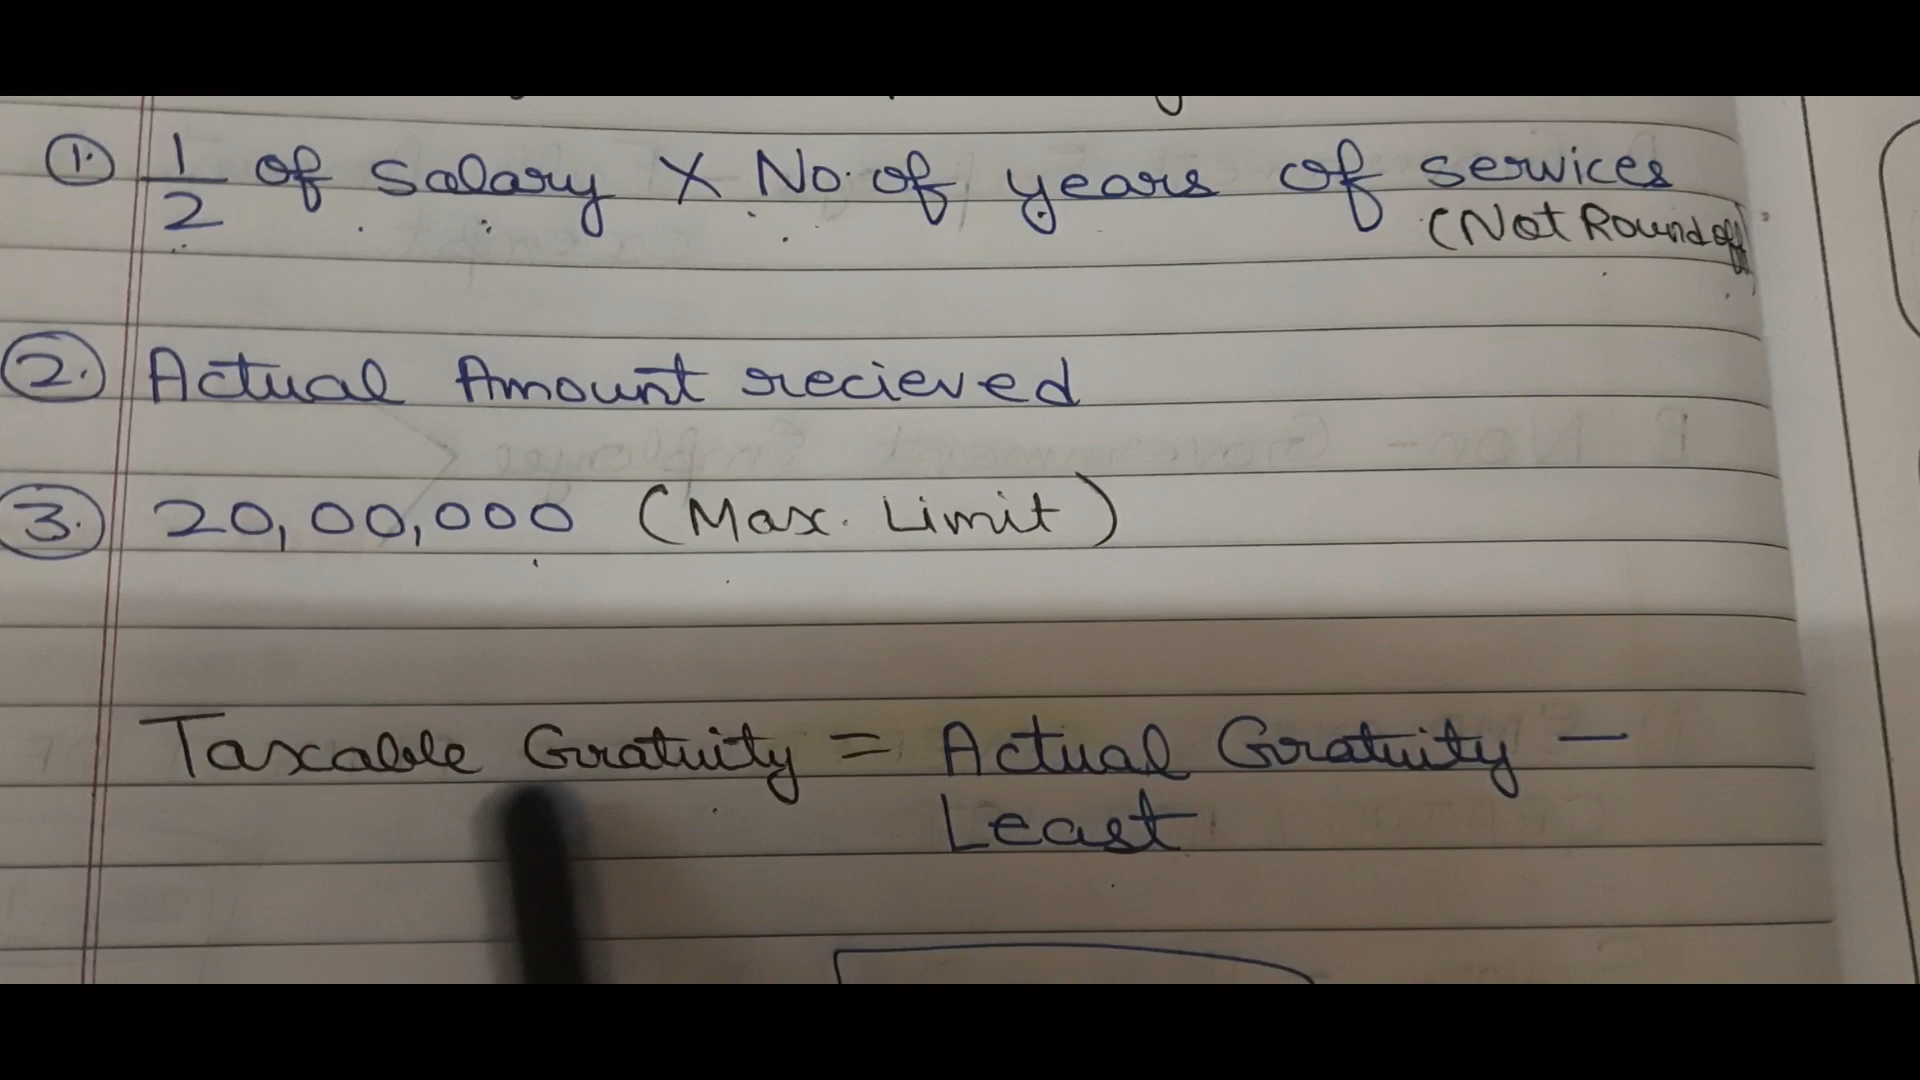 1. 1/2 of salary X No. of years of services
(Not Round off)
2. Actual Amount recieved
3. 20,00,000 (Max. Limit)
Taxable Gratuity = Actual Gratuity -
Least